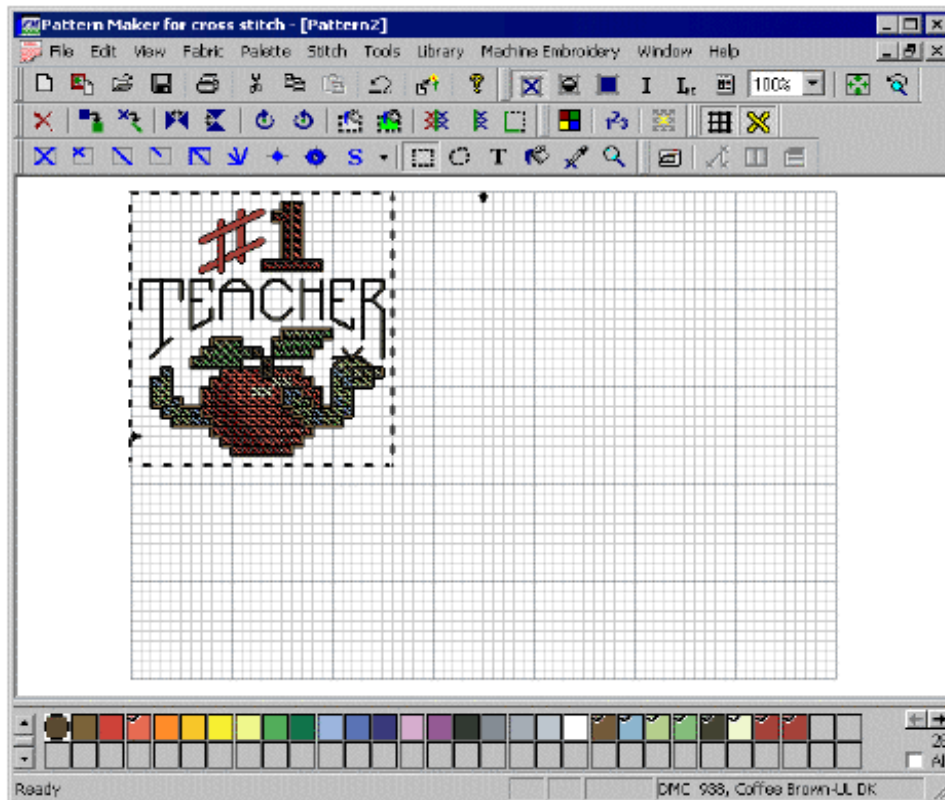 Pattern Maker for cross stitch - [Pattern2]
File Edit View Fabric Palette Stitch Tools Library Machine Embroidery Window Help
100%
#1
TEACHER
Ready
DMC 938, Coffee Brown-UL DK